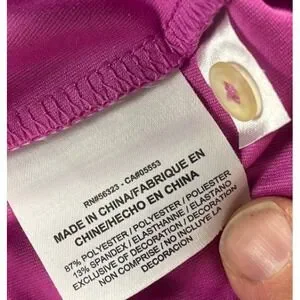 RN#56323 - CA#05553
MADE IN CHINA/FABRIQUE EN
CHINE/HECHO EN CHINA
87% POLYESTER / POLYESTER / POLIESTER
13% SPANDEX / ELASTHANNE / ELASTANO
EXCLUSIVE OF DECORATION / DECORATION
NON COMPRISE / NO INCLUYE LA
DECORACION